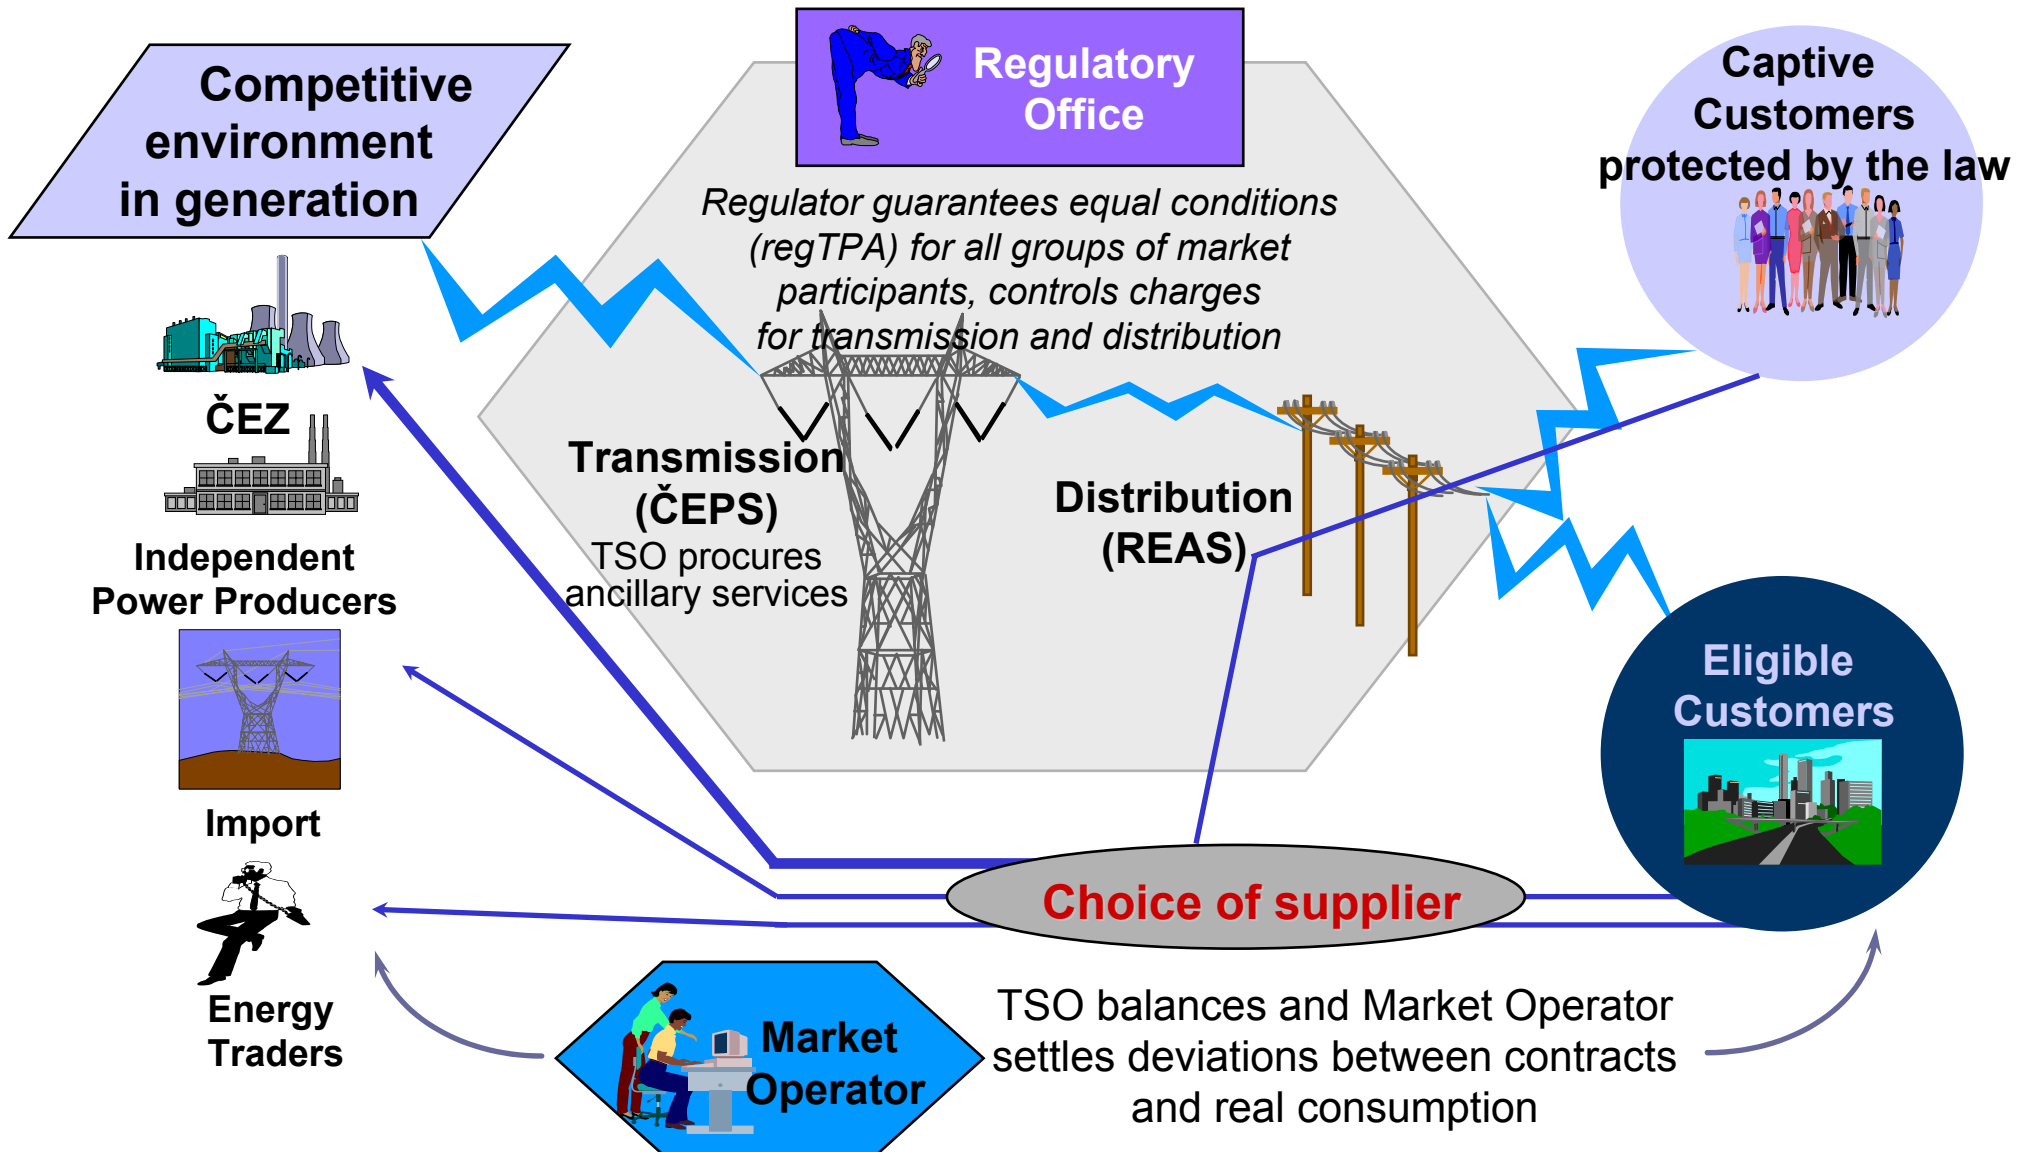 Competitive
environment
in generation
Regulatory
Office
Captive
Customers
protected by the law
Regulator guarantees equal conditions
(regTPA) for all groups of market
participants, controls charges
for transmission and distribution
ČEZ
Transmission
(ČEPS)
TSO procures
ancillary services
Distribution
(REAS)
Independent
Power Producers
Eligible
Customers
Import
Choice of supplier
Energy
Traders
Market
Operator
TSO balances and Market Operator
settles deviations between contracts
and real consumption